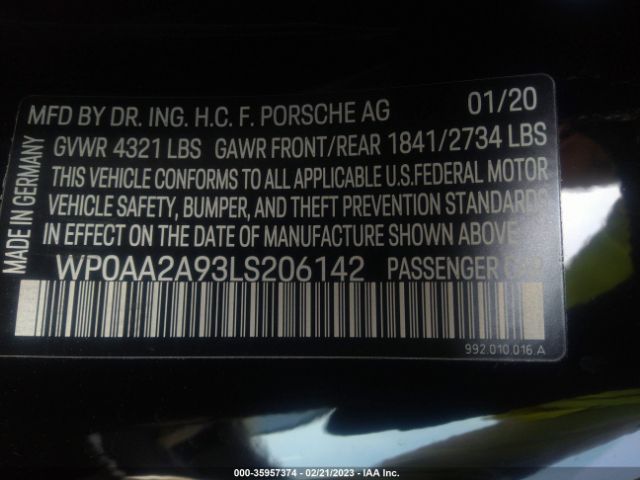 MFD BY DR. ING. H.C. F. PORSCHE AG 01/20
GVWR 4321 LBS GAWR FRONT/REAR 1841/2734 LBS
THIS VEHICLE CONFORMS TO ALL APPLICABLE U.S.FEDERAL MOTOR
VEHICLE SAFETY, BUMPER, AND THEFT PREVENTION STANDARDS
IN EFFECT ON THE DATE OF MANUFACTURE SHOWN ABOVE
WP0AA2A93LS206142 PASSENGER CAR
MADE IN GERMANY
992.010.016.A
000-35957374 - 02/21/2023 - IAA Inc.